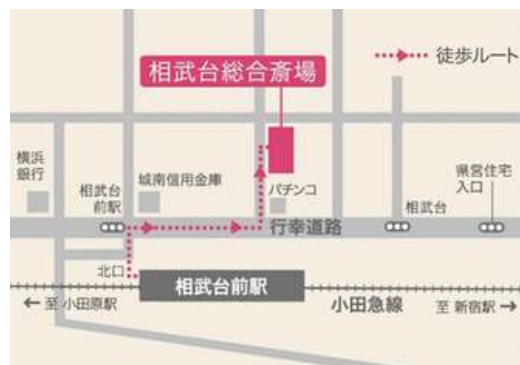 徒歩ルート
相武台総合斎場
横浜
銀行
相武台
前駅
城南信用金庫
パチンコ
県営住宅
入口
相武台
行幸道路
北口
相武台前駅
← 至 小田原駅
小田急線
至 新宿駅 →